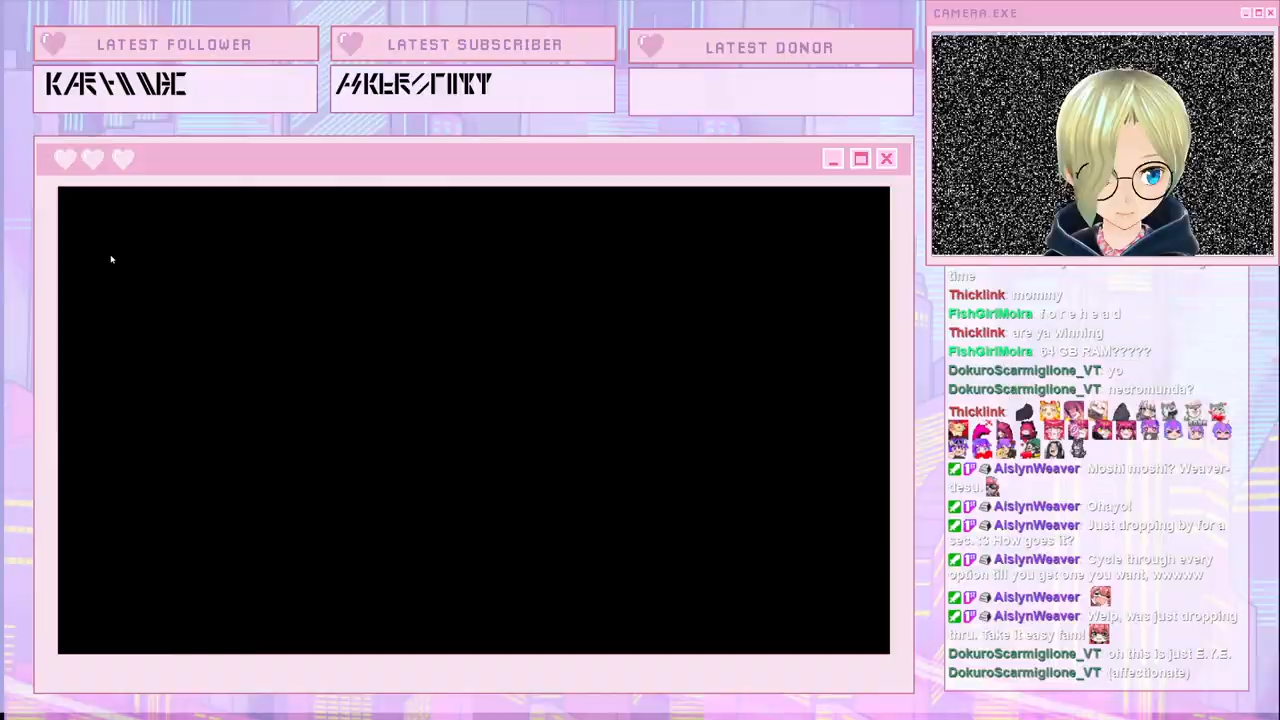 CAMERA.EXE
LATEST FOLLOWER
LATEST SUBSCRIBER
LATEST DONOR
time
Thicklink mommy
FishGirlMoira f o r e h e a d
Thicklink are ya winning
FishGirlMoira 64 GB RAM?????
DokuroScarmiglione_VT yo
DokuroScarmiglione_VT necromunda?
Thicklink
AislynWeaver Moshi moshi? Weaver-
desu.
AislynWeaver Ohayo!
AislynWeaver Just dropping by for a
sec. :3 How goes it?
AislynWeaver Cycle through every
option till you get one you want, wwwww
AislynWeaver
AislynWeaver Welp, was just dropping
thru. Take it easy fam!
DokuroScarmiglione_VT oh this is just E.Y.E.
DokuroScarmiglione_VT (affectionate)